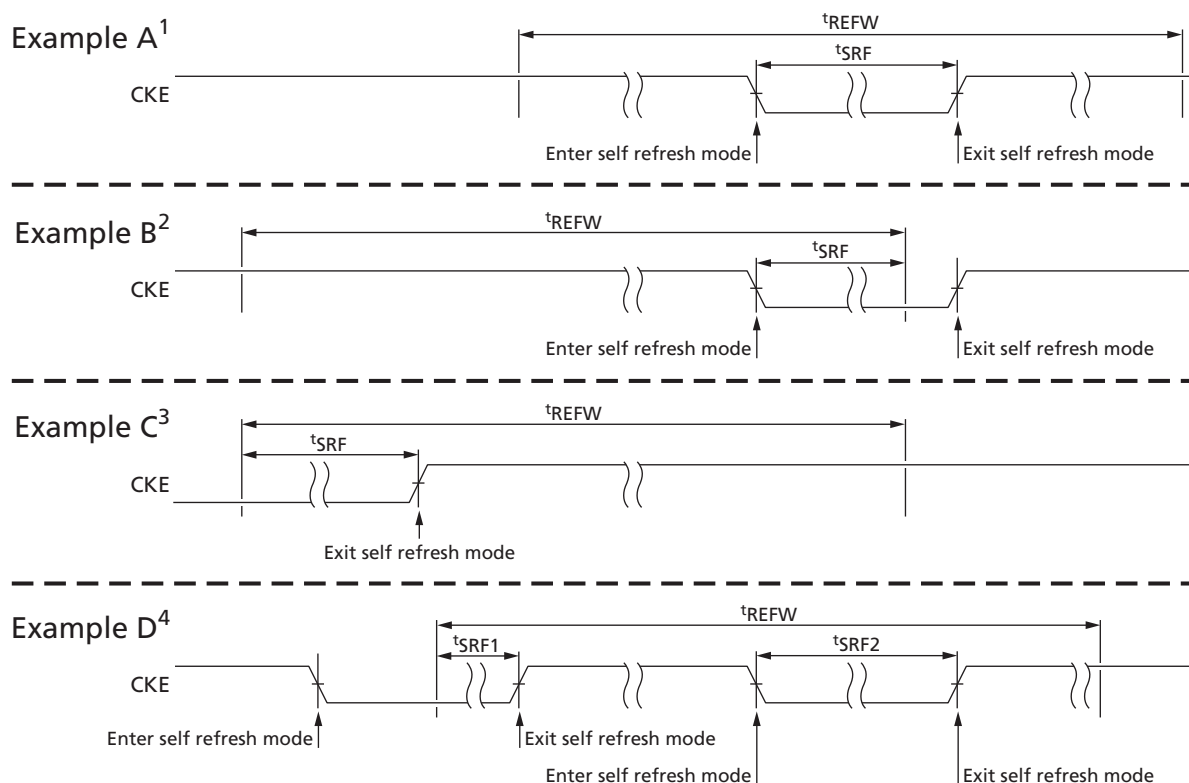 Example A¹
tREFW
tSRF
CKE
Enter self refresh mode
Exit self refresh mode
Example B²
tREFW
tSRF
CKE
Enter self refresh mode
Exit self refresh mode
Example C³
tREFW
tSRF
CKE
Exit self refresh mode
Example D⁴
tREFW
tSRF1
tSRF2
CKE
Enter self refresh mode
Exit self refresh mode
Enter self refresh mode
Exit self refresh mode